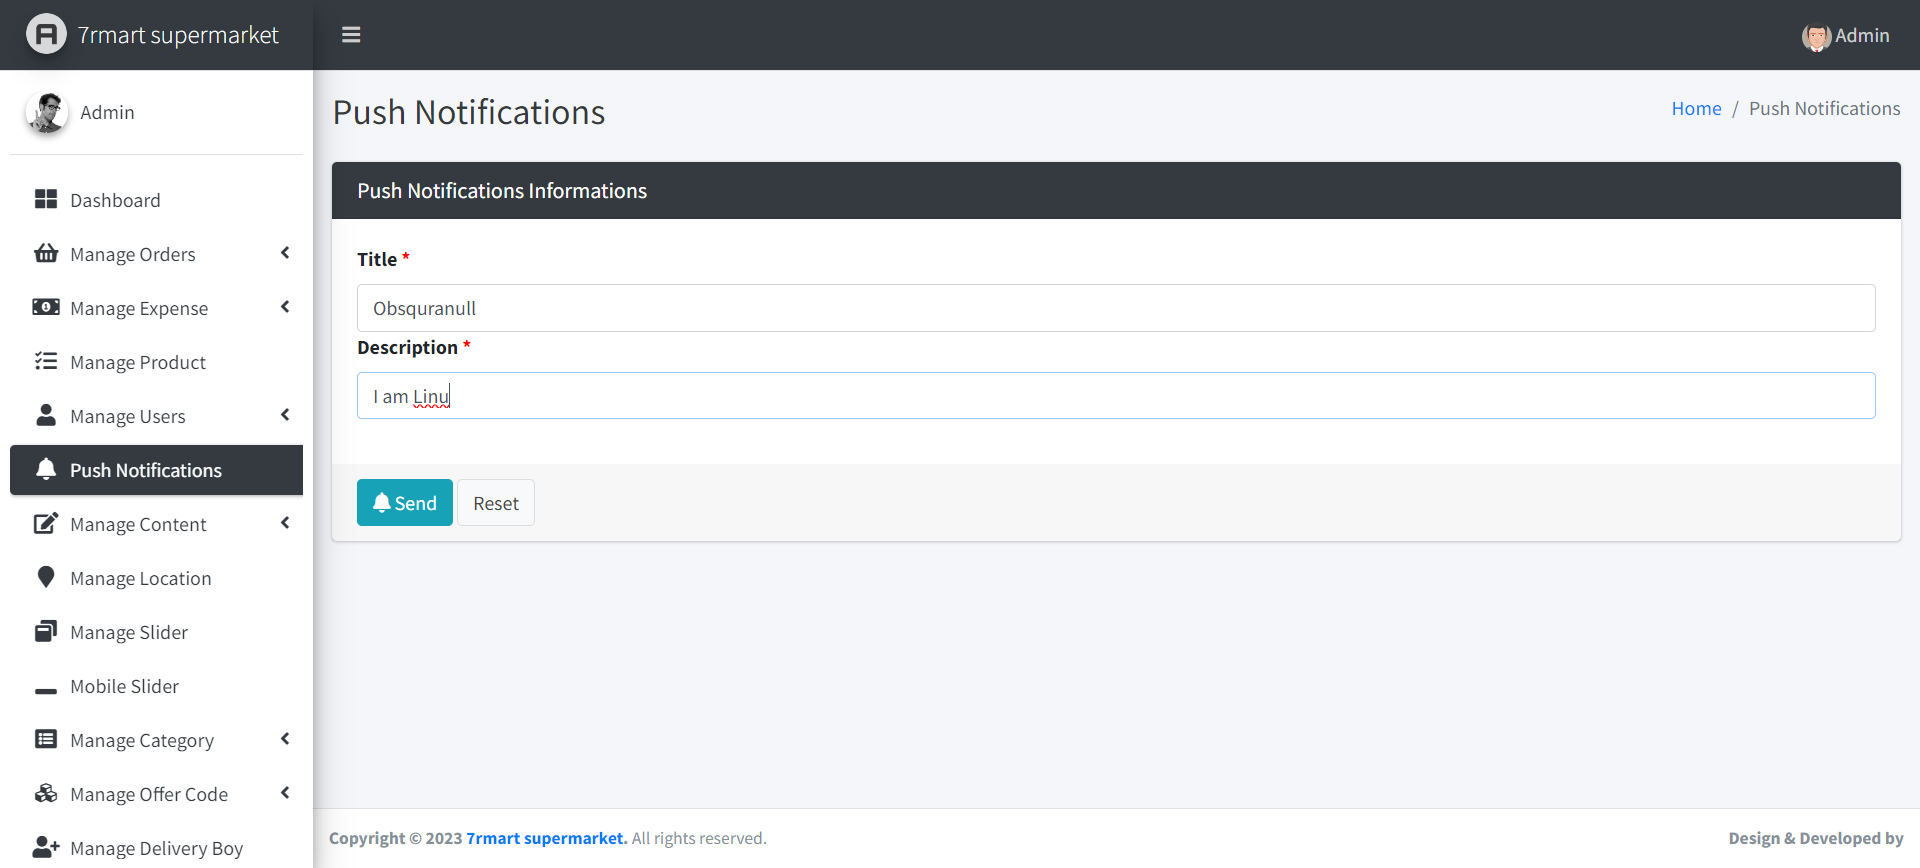 7rmart supermarket
Admin
Admin
Push Notifications
Home / Push Notifications
Dashboard
Manage Orders
Manage Expense
Manage Product
Manage Users
Push Notifications
Manage Content
Manage Location
Manage Slider
Mobile Slider
Manage Category
Manage Offer Code
Manage Delivery Boy
Push Notifications Informations
Title *
Obsquranull
Description *
I am Linu
Send
Reset
Copyright © 2023 7rmart supermarket. All rights reserved.
Design & Developed by